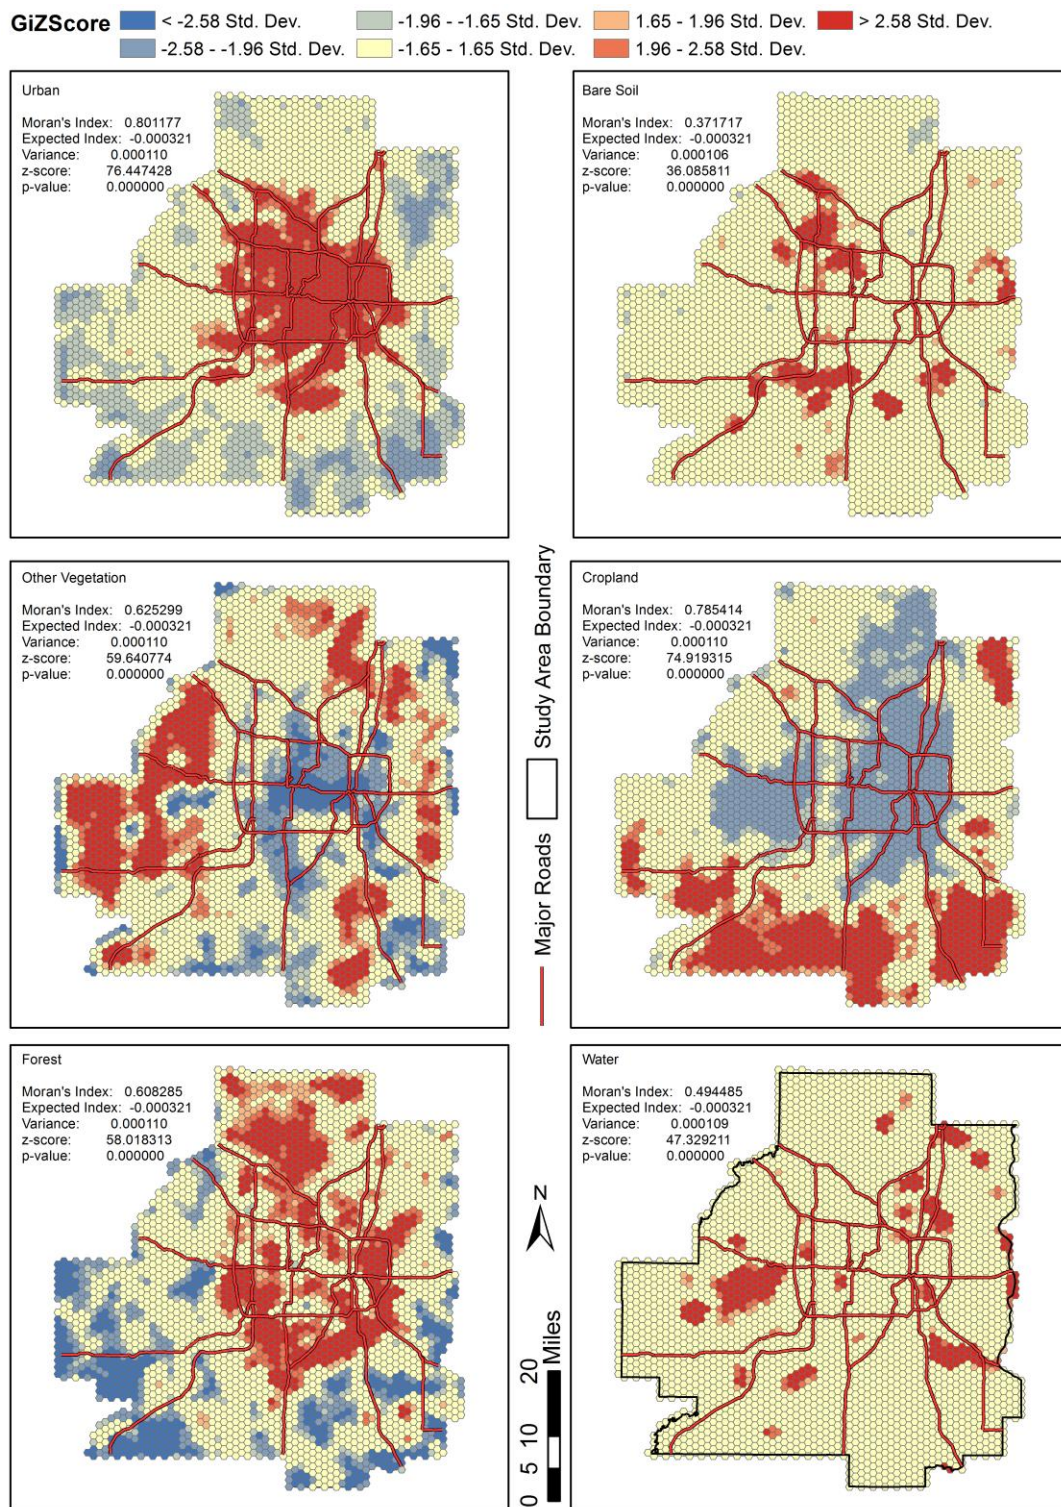 GiZScore
< -2.58 Std. Dev.
-1.96 - -1.65 Std. Dev.
1.65 - 1.96 Std. Dev.
> 2.58 Std. Dev.
-2.58 - -1.96 Std. Dev.
-1.65 - 1.65 Std. Dev.
1.96 - 2.58 Std. Dev.
Urban
Moran's Index: 0.801177
Expected Index: -0.000321
Variance: 0.000110
z-score: 76.447428
p-value: 0.000000
Bare Soil
Moran's Index: 0.371717
Expected Index: -0.000321
Variance: 0.000106
z-score: 36.085811
p-value: 0.000000
Other Vegetation
Moran's Index: 0.625299
Expected Index: -0.000321
Variance: 0.000110
z-score: 59.640774
p-value: 0.000000
Major Roads
Study Area Boundary
Cropland
Moran's Index: 0.785414
Expected Index: -0.000321
Variance: 0.000110
z-score: 74.919315
p-value: 0.000000
Forest
Moran's Index: 0.608285
Expected Index: -0.000321
Variance: 0.000110
z-score: 58.018313
p-value: 0.000000
N
0 5 10 20
Miles
Water
Moran's Index: 0.494485
Expected Index: -0.000321
Variance: 0.000109
z-score: 47.329211
p-value: 0.000000